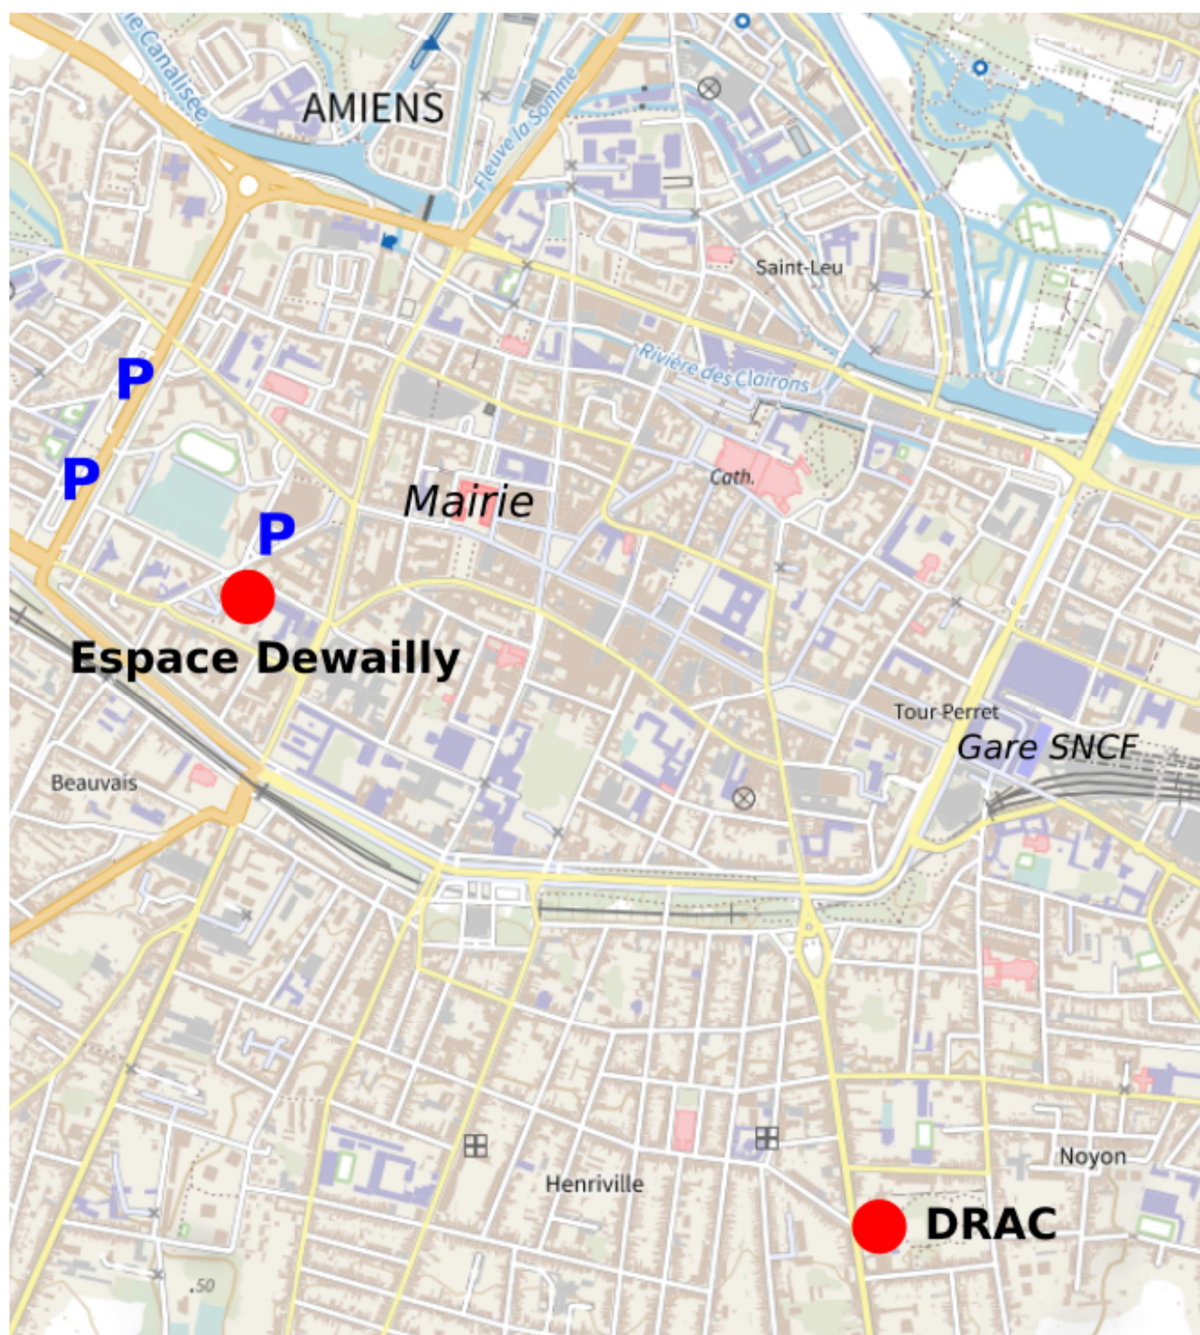 le Canalisée
AMIENS
Fleuve la Somme
Saint-Leu
Rivière des Clairons
P
P
Cath.
Mairie
P
Espace Dewailly
Tour-Perret
Gare SNCF
Beauvais
Noyon
Henriville
DRAC
.50